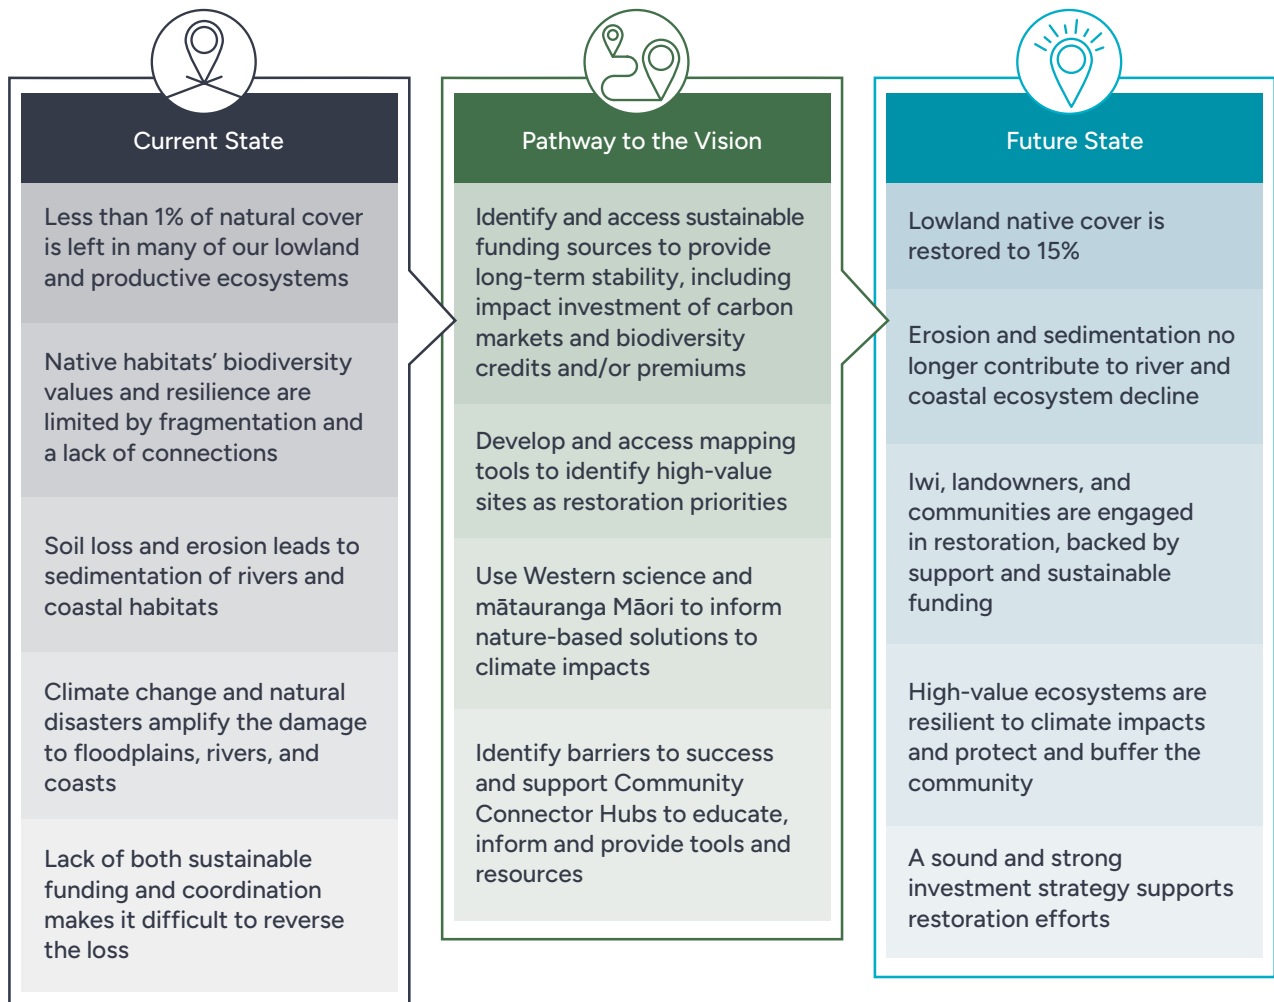 Current State
Less than 1% of natural cover
is left in many of our lowland
and productive ecosystems
Native habitats’ biodiversity
values and resilience are
limited by fragmentation and
a lack of connections
Soil loss and erosion leads to
sedimentation of rivers and
coastal habitats
Climate change and natural
disasters amplify the damage
to floodplains, rivers, and
coasts
Lack of both sustainable
funding and coordination
makes it difficult to reverse
the loss
Pathway to the Vision
Identify and access sustainable
funding sources to provide
long-term stability, including
impact investment of carbon
markets and biodiversity
credits and/or premiums
Develop and access mapping
tools to identify high-value
sites as restoration priorities
Use Western science and
mātauranga Māori to inform
nature-based solutions to
climate impacts
Identify barriers to success
and support Community
Connector Hubs to educate,
inform and provide tools and
resources
Future State
Lowland native cover is
restored to 15%
Erosion and sedimentation no
longer contribute to river and
coastal ecosystem decline
Iwi, landowners, and
communities are engaged
in restoration, backed by
support and sustainable
funding
High-value ecosystems are
resilient to climate impacts
and protect and buffer the
community
A sound and strong
investment strategy supports
restoration efforts